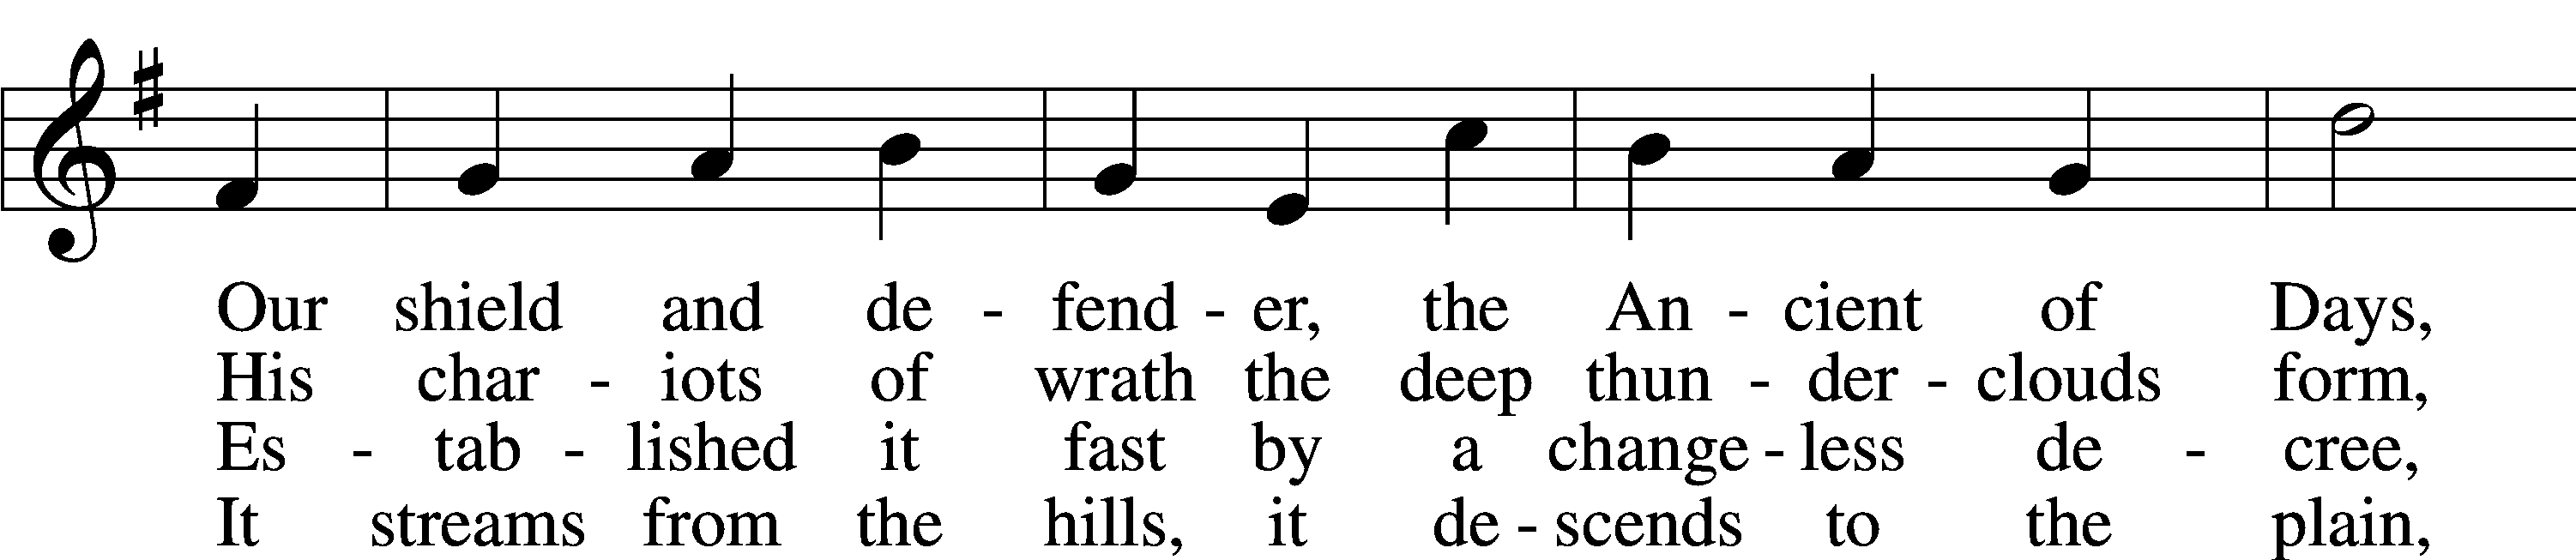 Our shield and de - fend - er, the An - cient of Days,
His char - iots of wrath the deep thun - der - clouds form,
Es - tab - lished it fast by a change - less de - cree,
It streams from the hills, it de - scends to the plain,